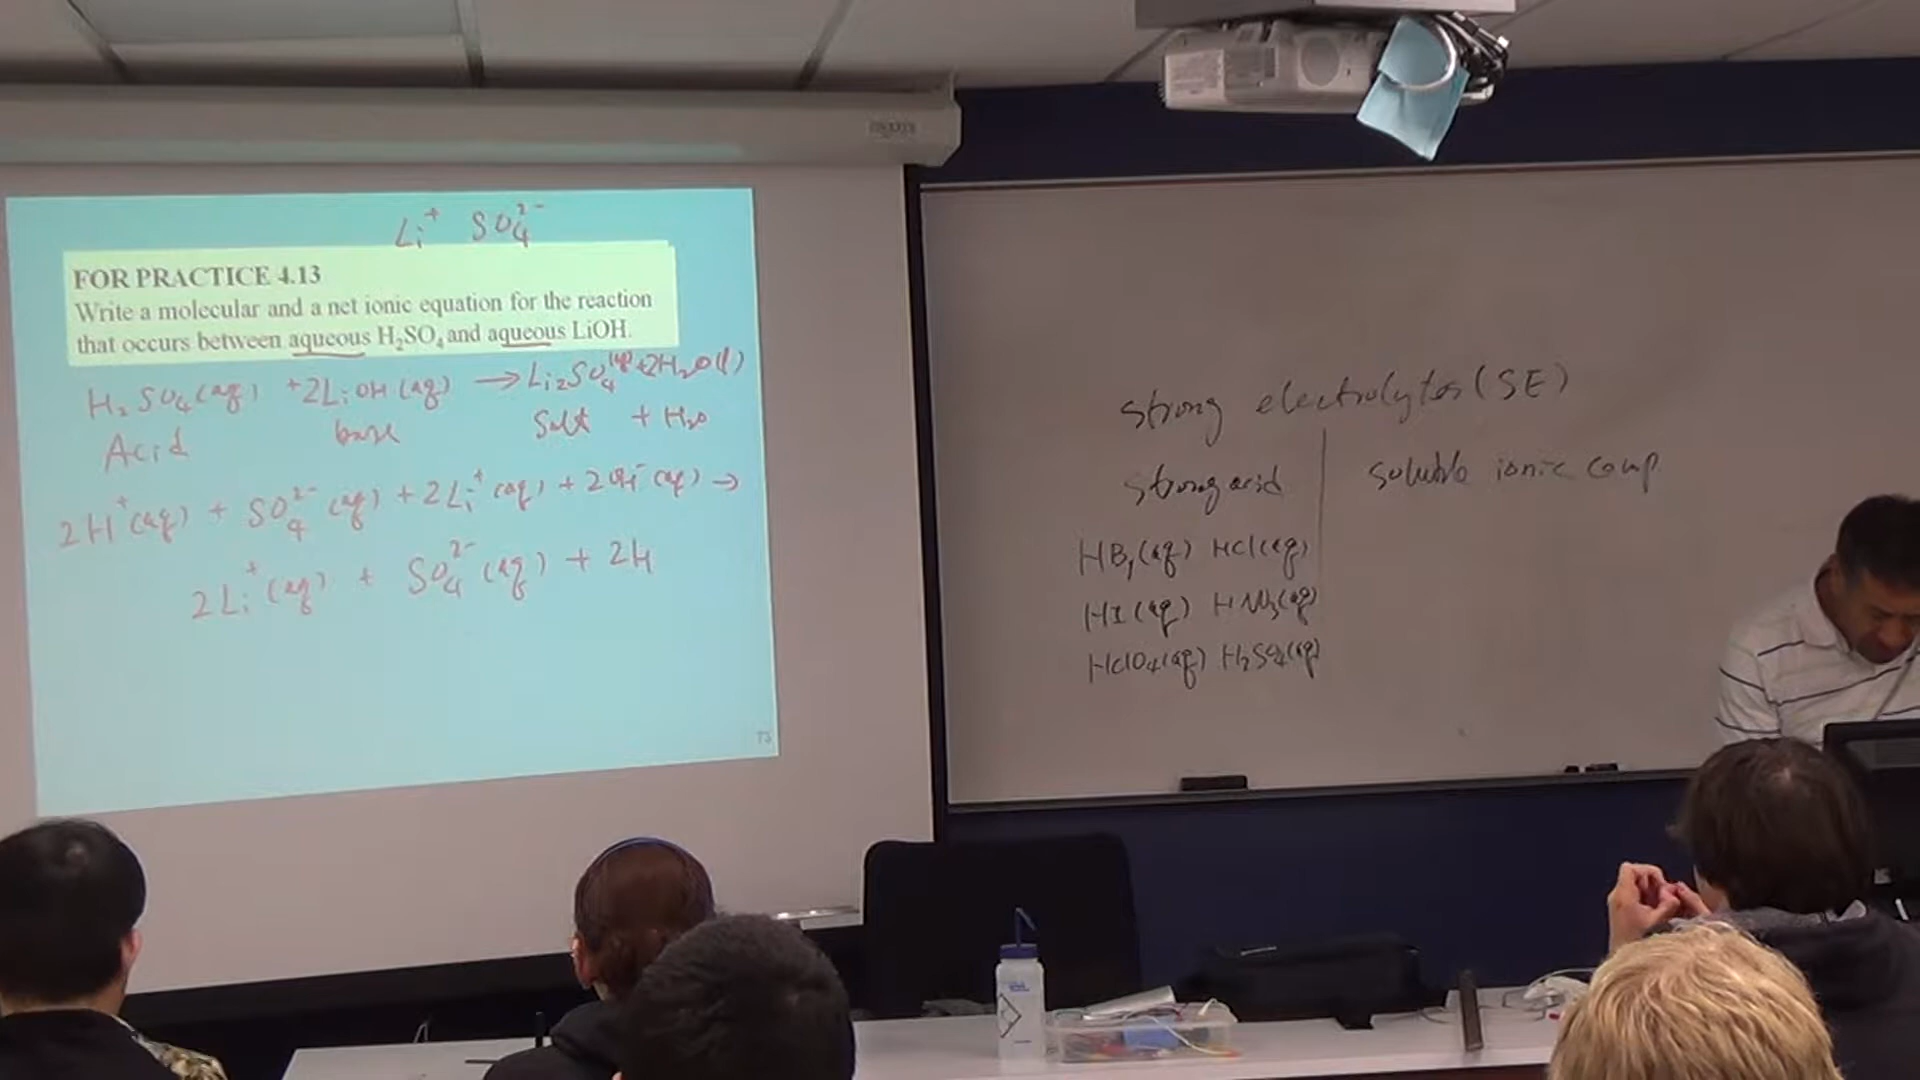 Li⁺ SO₄²⁻
FOR PRACTICE 4.13
Write a molecular and a net ionic equation for the reaction
that occurs between aqueous H₂SO₄ and aqueous LiOH.
H₂SO₄(aq) + 2LiOH(aq) → Li₂SO₄(aq) + 2H₂O(l)
Acid base Salt + H₂O
2H⁺(aq) + SO₄²⁻(aq) + 2Li⁺(aq) + 2OH⁻(aq) →
2Li⁺(aq) + SO₄²⁻(aq) + 2H
73
strong electrolytes (SE)
strong acid soluble ionic comp
HBr(aq) HCl(aq)
HI(aq) HNO₃(aq)
HClO₄(aq) H₂SO₄(aq)